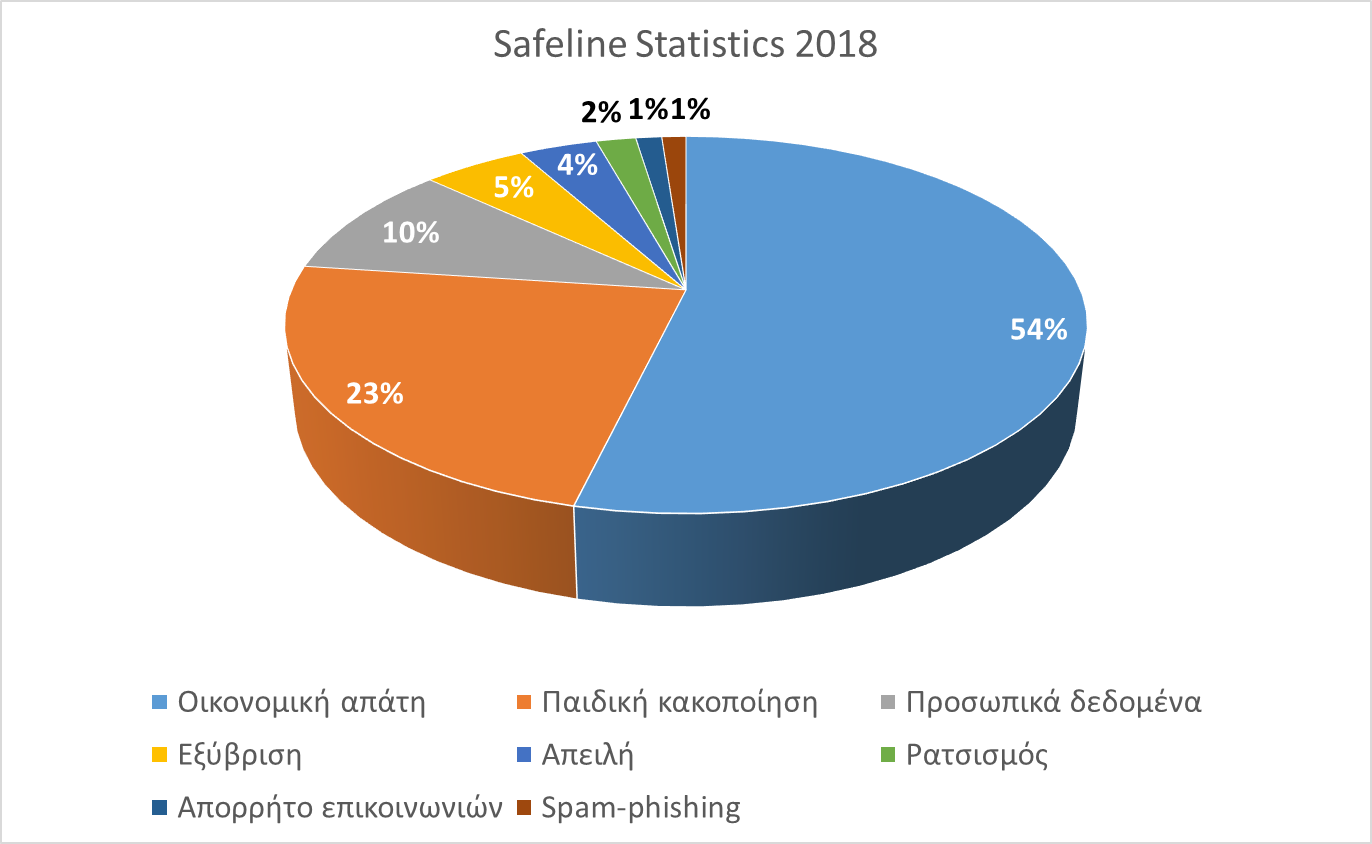 Safeline Statistics 2018
2% 1% 1%
4%
5%
10%
54%
23%
Οικονομική απάτη Παιδική κακοποίηση Προσωπικά δεδομένα
Εξύβριση Απειλή Ρατσισμός
Απορρήτο επικοινωνιών Spam-phishing